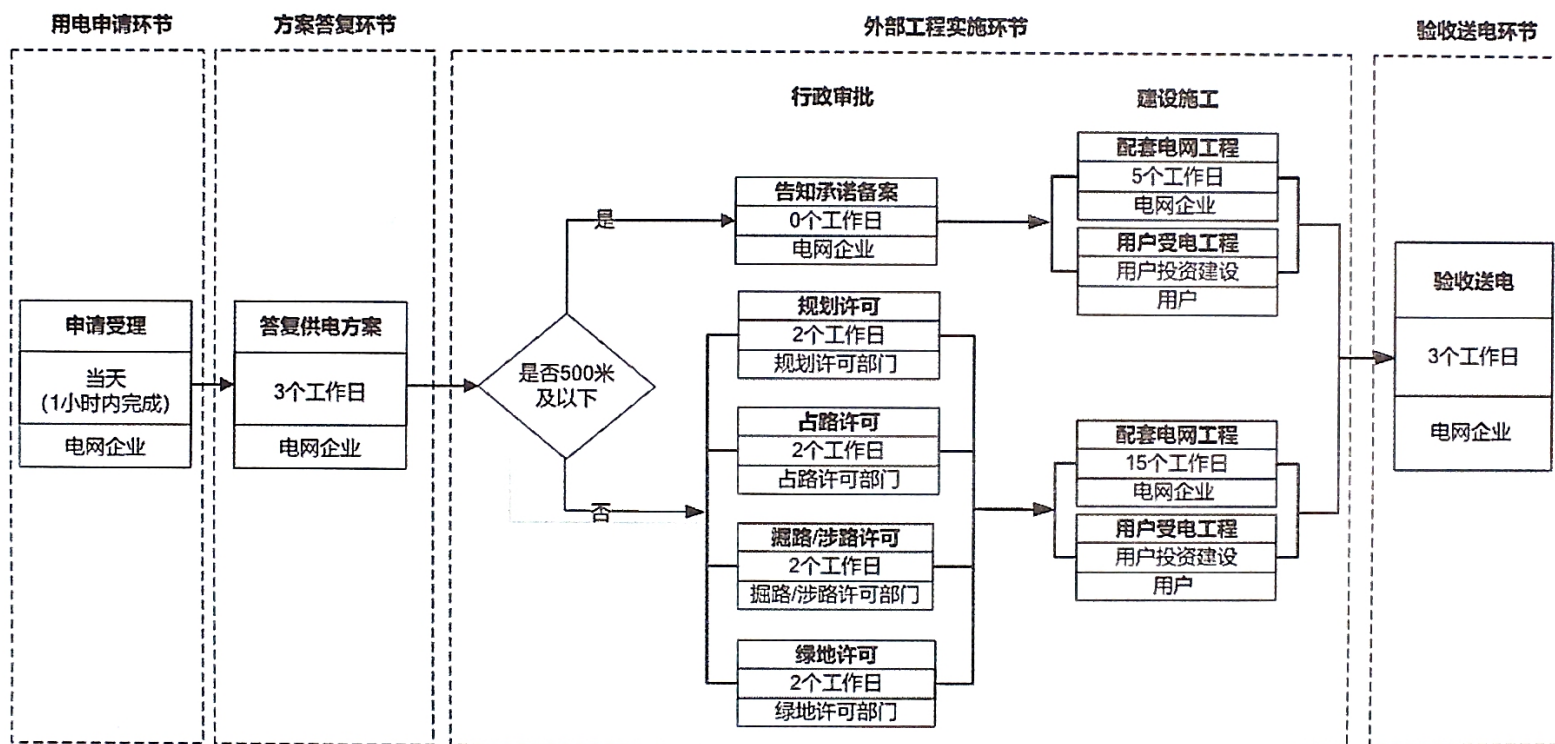 用电申请环节
方案答复环节
外部工程实施环节
验收送电环节
行政审批
建设施工
申请受理
当天
(1小时内完成)
电网企业
答复供电方案
3个工作日
电网企业
是否500米
及以下
是
否
告知承诺备案
0个工作日
电网企业
规划许可
2个工作日
规划许可部门
占路许可
2个工作日
占路许可部门
掘路/涉路许可
2个工作日
掘路/涉路许可部门
绿地许可
2个工作日
绿地许可部门
配套电网工程
5个工作日
电网企业
用户受电工程
用户投资建设
用户
配套电网工程
15个工作日
电网企业
用户受电工程
用户投资建设
用户
验收送电
3个工作日
电网企业